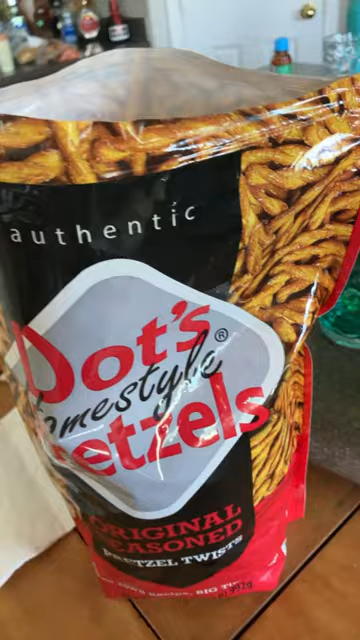 authentic
Dot's
homestyle®
Pretzels
ORIGINAL
SEASONED
PRETZEL TWISTS